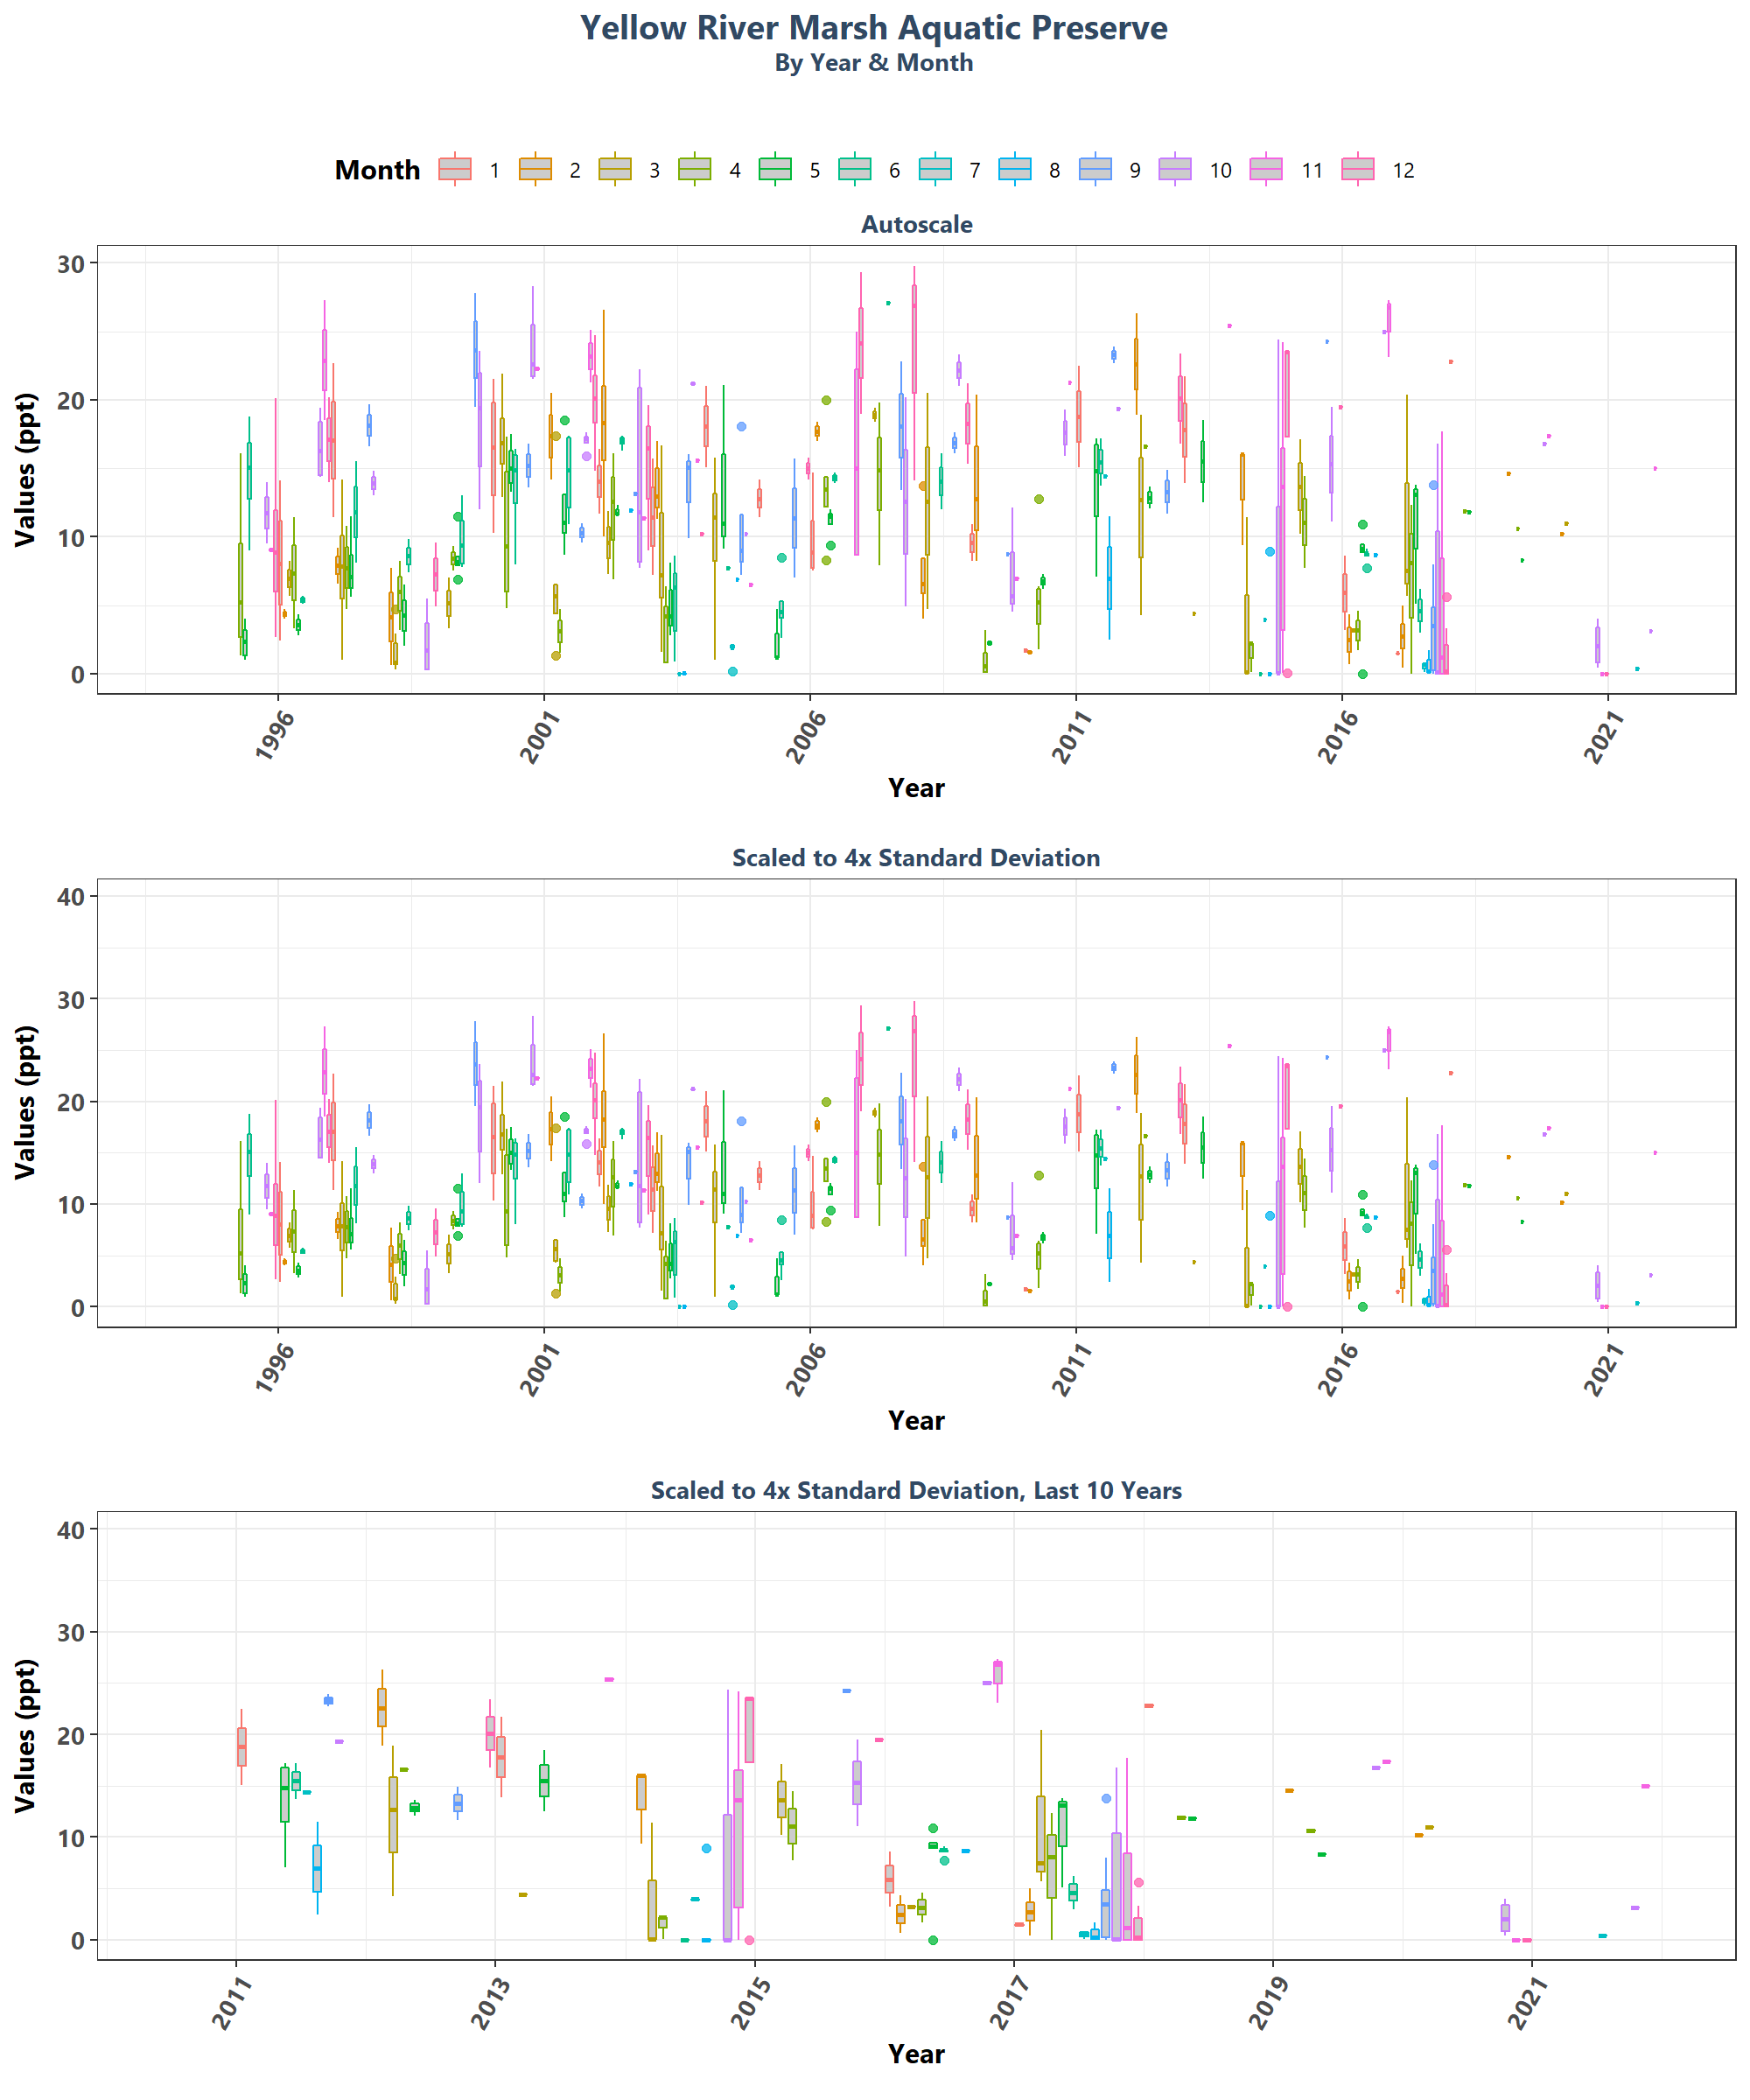 Yellow River Marsh Aquatic Preserve
By Year & Month
Month 1 2 3 4 5 6 7 8 9 10 11 12
Autoscale
30
20
10
0
Values (ppt)
1996 2001 2006 2011 2016 2021
Year
Scaled to 4x Standard Deviation
40
30
20
10
0
Values (ppt)
1996 2001 2006 2011 2016 2021
Year
Scaled to 4x Standard Deviation, Last 10 Years
40
30
20
10
0
Values (ppt)
2011 2013 2015 2017 2019 2021
Year